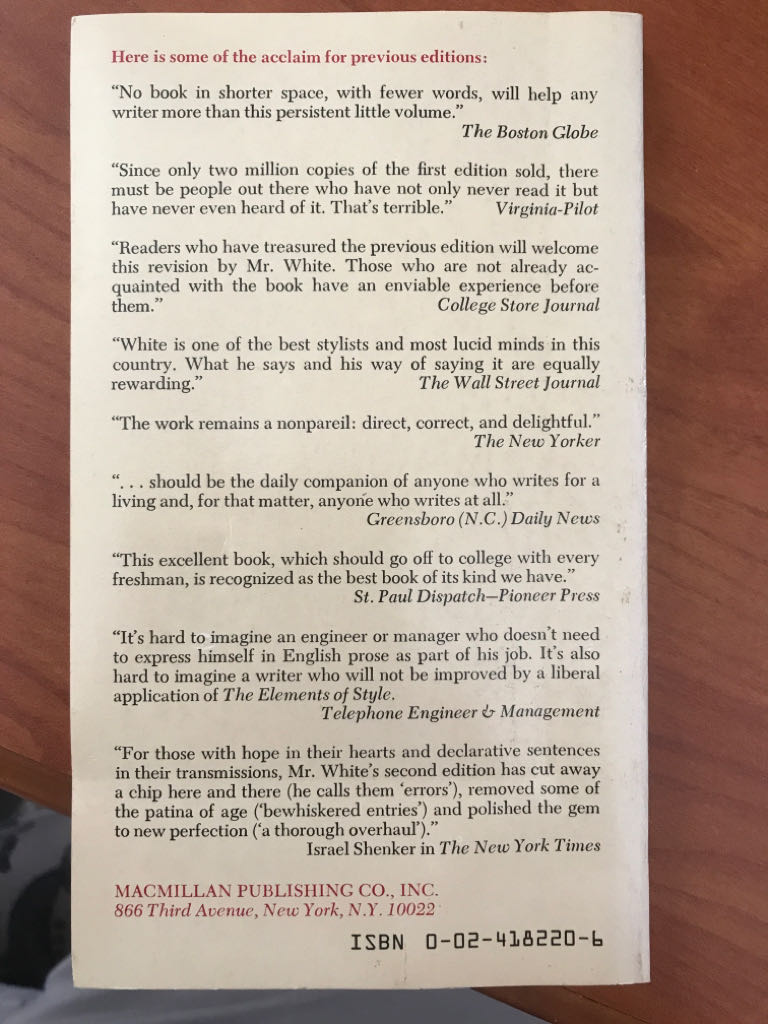 Here is some of the acclaim for previous editions:
“No book in shorter space, with fewer words, will help any
writer more than this persistent little volume.”
The Boston Globe
“Since only two million copies of the first edition sold, there
must be people out there who have not only never read it but
have never even heard of it. That’s terrible.” Virginia-Pilot
“Readers who have treasured the previous edition will welcome
this revision by Mr. White. Those who are not already ac-
quainted with the book have an enviable experience before
them.” College Store Journal
“White is one of the best stylists and most lucid minds in this
country. What he says and his way of saying it are equally
rewarding.” The Wall Street Journal
“The work remains a nonpareil: direct, correct, and delightful.”
The New Yorker
“. . . should be the daily companion of anyone who writes for a
living and, for that matter, anyone who writes at all.”
Greensboro (N.C.) Daily News
“This excellent book, which should go off to college with every
freshman, is recognized as the best book of its kind we have.”
St. Paul Dispatch—Pioneer Press
“It’s hard to imagine an engineer or manager who doesn’t need
to express himself in English prose as part of his job. It’s also
hard to imagine a writer who will not be improved by a liberal
application of The Elements of Style.
Telephone Engineer & Management
“For those with hope in their hearts and declarative sentences
in their transmissions, Mr. White’s second edition has cut away
a chip here and there (he calls them ‘errors’), removed some of
the patina of age (‘bewhiskered entries’) and polished the gem
to new perfection (‘a thorough overhaul’).”
Israel Shenker in The New York Times
MACMILLAN PUBLISHING CO., INC.
866 Third Avenue, New York, N.Y. 10022
ISBN 0-02-418220-6